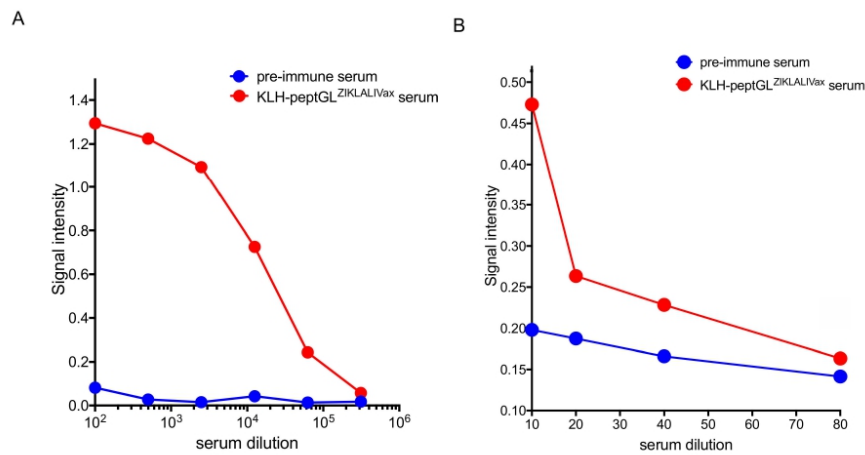 A
pre-immune serum
KLH-peptGL^ZIKLALIVax serum
Signal intensity
1.4
1.2
1.0
0.8
0.6
0.4
0.2
0.0
10^2
10^3
10^4
10^5
10^6
serum dilution
B
pre-immune serum
KLH-peptGL^ZIKLALIVax serum
Signal intensity
0.50
0.45
0.40
0.35
0.30
0.25
0.20
0.15
0.10
10 20 30 40 50 60 70 80
serum dilution